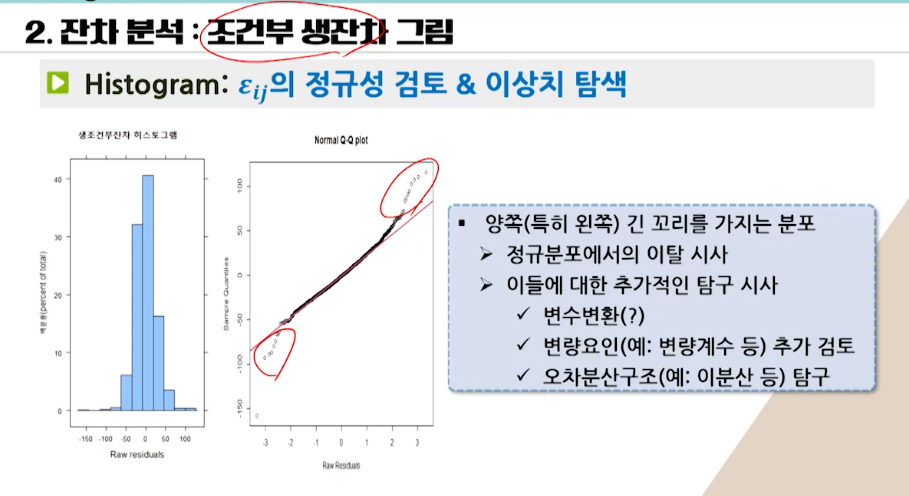 2. 잔차 분석 : 조건부 생잔차 그림
Histogram: εij의 정규성 검토 & 이상치 탐색
생조건부잔차 히스토그램
40
30
20
10
0
백분율(percent of total)
-150 -100 -50 0 50 100
Raw residuals
Normal Q-Q plot
100
50
0
-50
-100
-150
Sample Quantiles
-3 -2 -1 0 1 2 3
Raw Residuals
▪ 양쪽(특히 왼쪽) 긴 꼬리를 가지는 분포
➢ 정규분포에서의 이탈 시사
➢ 이들에 대한 추가적인 탐구 시사
✓ 변수변환(?)
✓ 변량요인(예: 변량계수 등) 추가 검토
✓ 오차분산구조(예: 이분산 등) 탐구